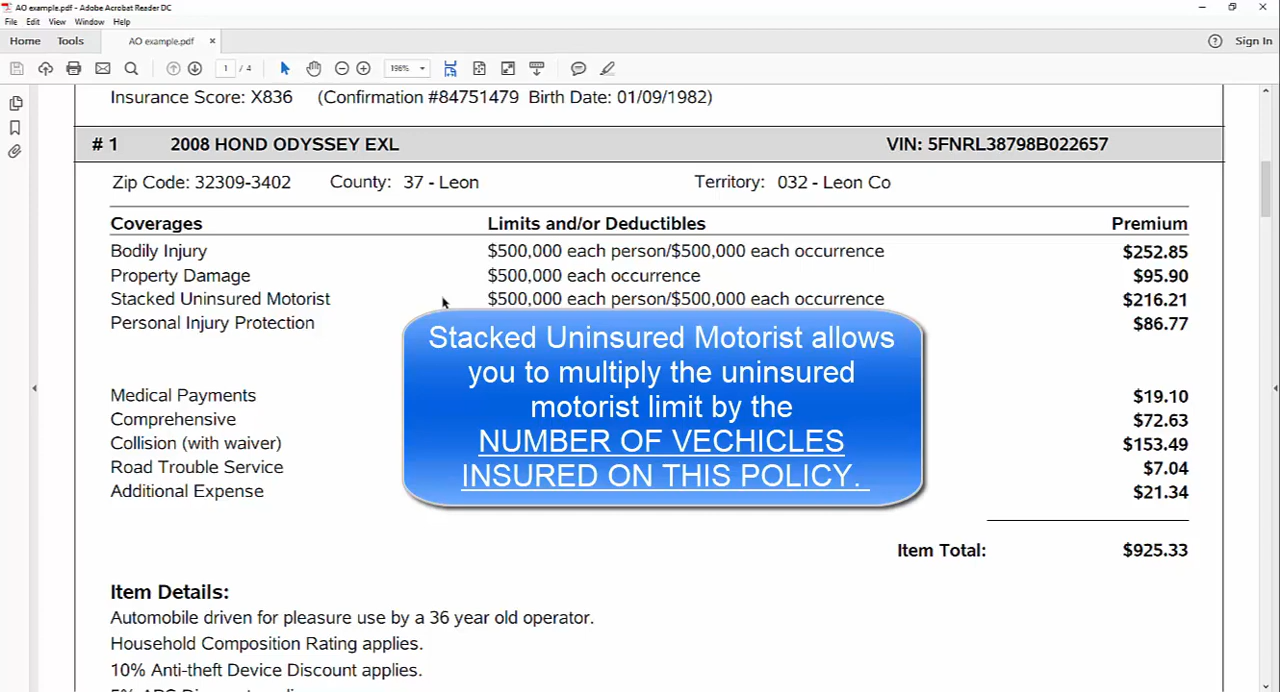 AO example.pdf - Adobe Acrobat Reader DC
File Edit View Window Help
Home Tools AO example.pdf × Sign In
1 / 4 196%
Insurance Score: X836 (Confirmation #84751479 Birth Date: 01/09/1982)
# 1 2008 HOND ODYSSEY EXL VIN: 5FNRL38798B022657
Zip Code: 32309-3402 County: 37 - Leon Territory: 032 - Leon Co
Coverages Limits and/or Deductibles Premium
Bodily Injury $500,000 each person/$500,000 each occurrence $252.85
Property Damage $500,000 each occurrence $95.90
Stacked Uninsured Motorist $500,000 each person/$500,000 each occurrence $216.21
Personal Injury Protection $86.77
Stacked Uninsured Motorist allows
you to multiply the uninsured
motorist limit by the
NUMBER OF VECHICLES
INSURED ON THIS POLICY.
Medical Payments $19.10
Comprehensive $72.63
Collision (with waiver) $153.49
Road Trouble Service $7.04
Additional Expense $21.34
Item Total: $925.33
Item Details:
Automobile driven for pleasure use by a 36 year old operator.
Household Composition Rating applies.
10% Anti-theft Device Discount applies.